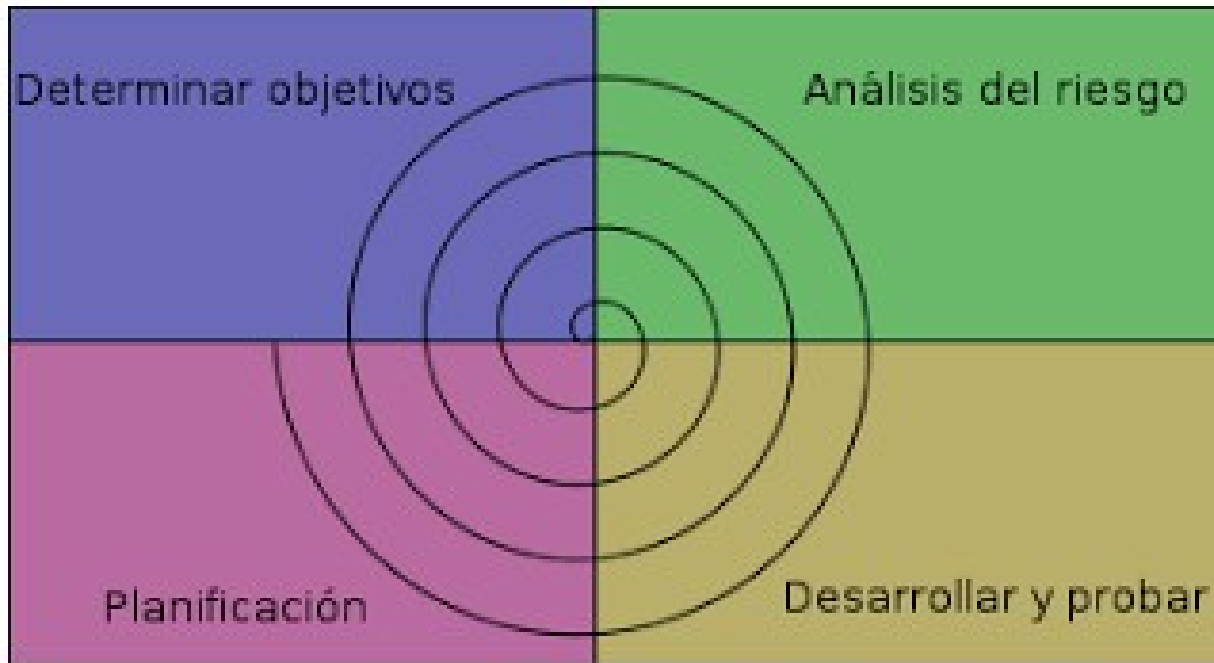 Determinar objetivos
Análisis del riesgo
Planificación
Desarrollar y probar